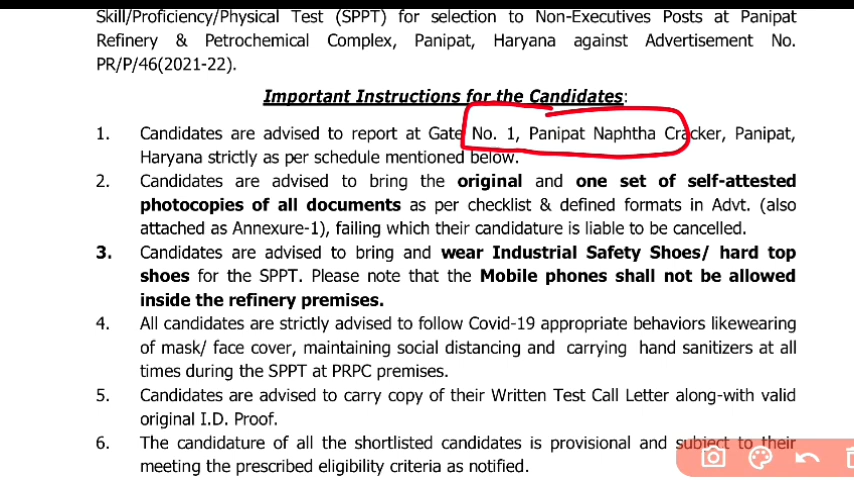 Skill/Proficiency/Physical Test (SPPT) for selection to Non-Executives Posts at Panipat
Refinery & Petrochemical Complex, Panipat, Haryana against Advertisement No.
PR/P/46(2021-22).
Important Instructions for the Candidates:
1. Candidates are advised to report at Gate No. 1, Panipat Naphtha Cracker, Panipat,
Haryana strictly as per schedule mentioned below.
2. Candidates are advised to bring the original and one set of self-attested
photocopies of all documents as per checklist & defined formats in Advt. (also
attached as Annexure-1), failing which their candidature is liable to be cancelled.
3. Candidates are advised to bring and wear Industrial Safety Shoes/ hard top
shoes for the SPPT. Please note that the Mobile phones shall not be allowed
inside the refinery premises.
4. All candidates are strictly advised to follow Covid-19 appropriate behaviors likewearing
of mask/ face cover, maintaining social distancing and carrying hand sanitizers at all
times during the SPPT at PRPC premises.
5. Candidates are advised to carry copy of their Written Test Call Letter along-with valid
original I.D. Proof.
6. The candidature of all the shortlisted candidates is provisional and subject to their
meeting the prescribed eligibility criteria as notified.